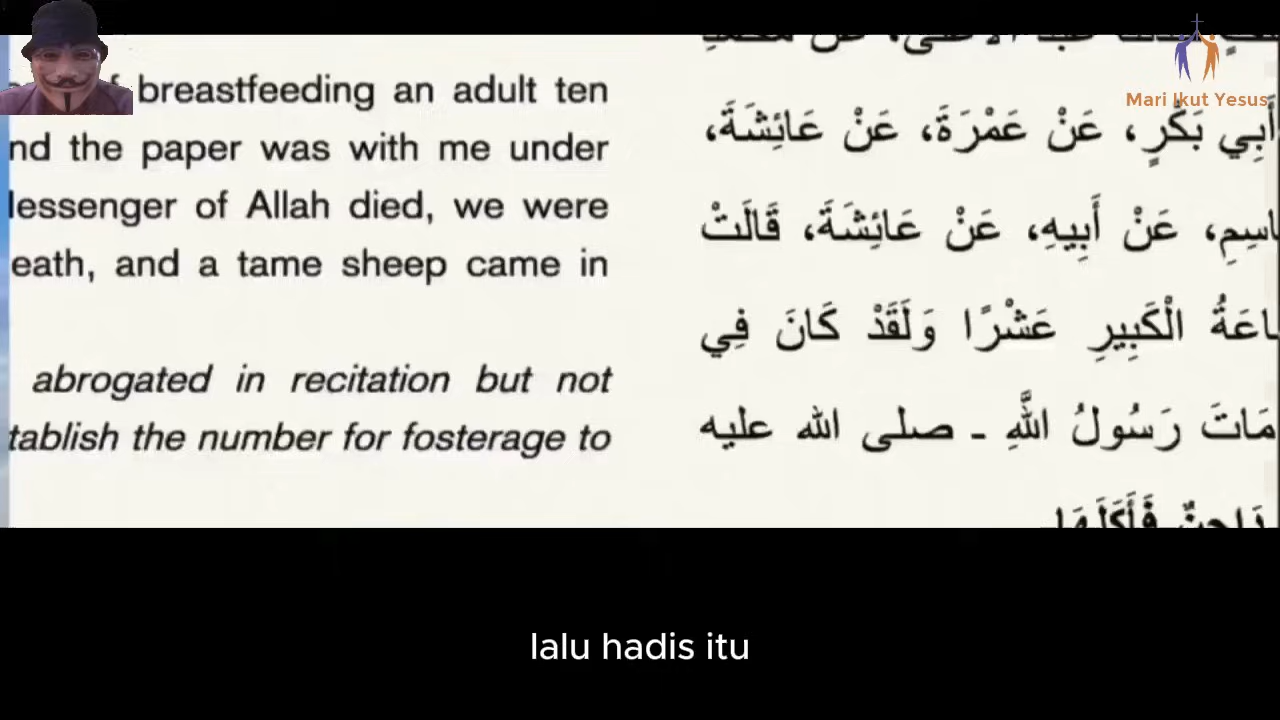 breastfeeding an adult ten
nd the paper was with me under
lessenger of Allah died, we were
eath, and a tame sheep came in
abrogated in recitation but not
tablish the number for fosterage to
أَبِي بَكْرٍ، عَنْ عَمْرَةَ، عَنْ عَائِشَةَ،
اسِمِ، عَنْ أَبِيهِ، عَنْ عَائِشَةَ، قَالَتْ
اعَةُ الْكَبِيرِ عَشْرًا وَلَقَدْ كَانَ فِي
مَاتَ رَسُولُ اللَّهِ ـ صلى الله عليه
Mari Ikut Yesus
lalu hadis itu